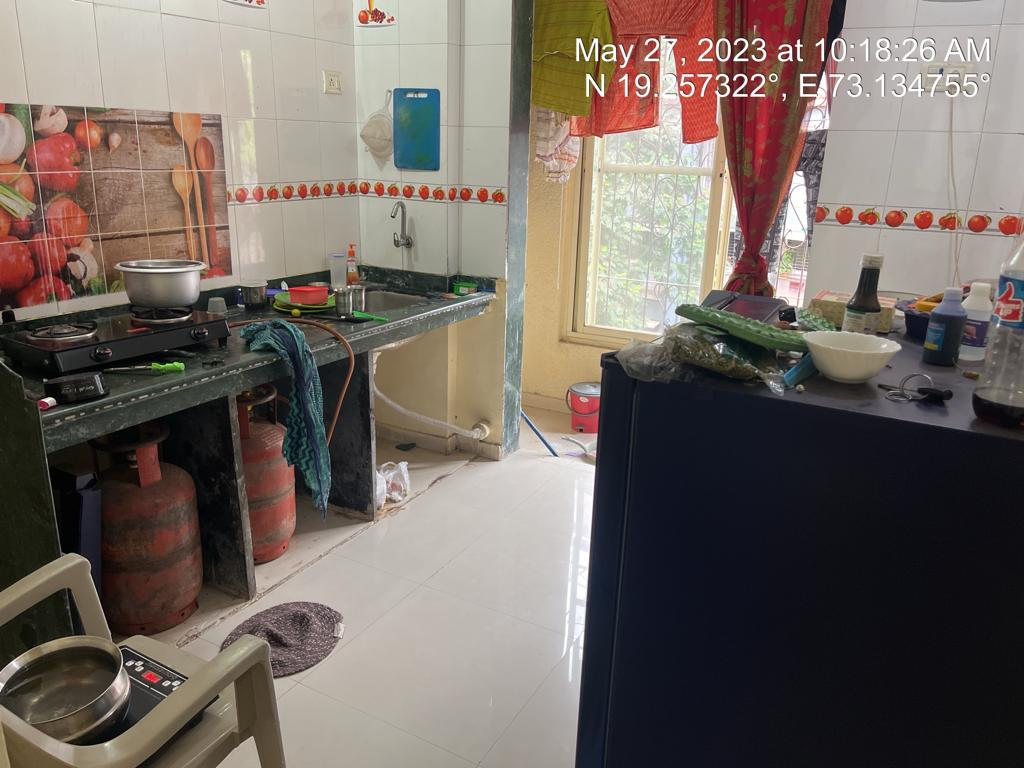 May 27, 2023 at 10:18:26 AM
N 19.257322°, E 73.134755°